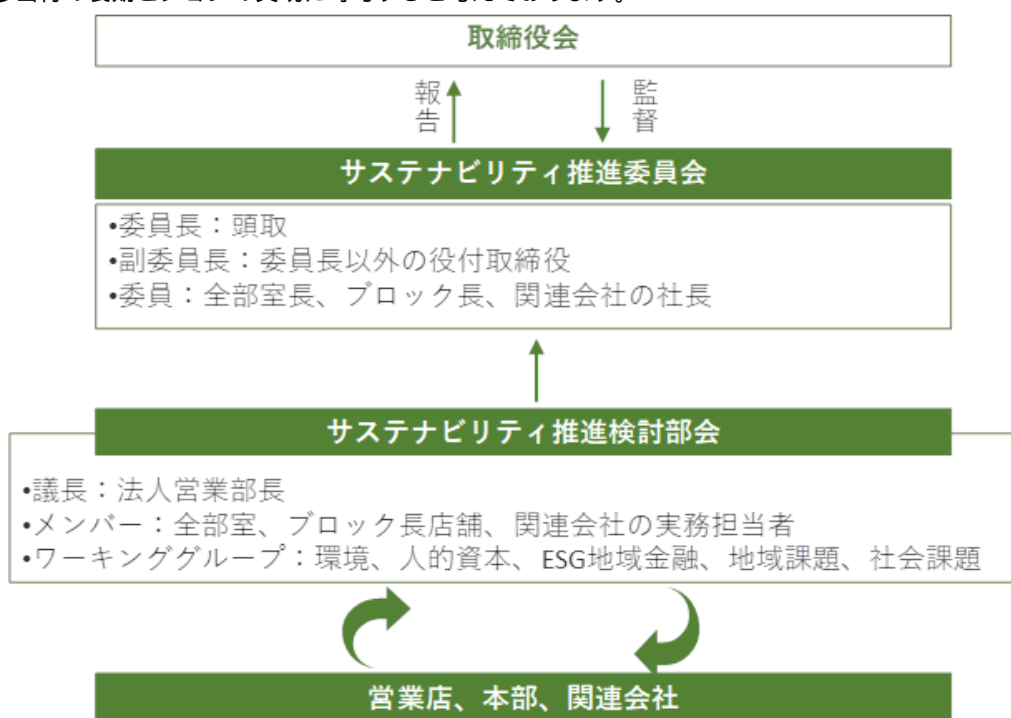 取締役会
報告
監督
サステナビリティ推進委員会
•委員長：頭取
•副委員長：委員長以外の役付取締役
•委員：全部室長、ブロック長、関連会社の社長
サステナビリティ推進検討部会
•議長：法人営業部長
•メンバー：全部室、ブロック長店舗、関連会社の実務担当者
•ワーキンググループ：環境、人的資本、ESG地域金融、地域課題、社会課題
営業店、本部、関連会社